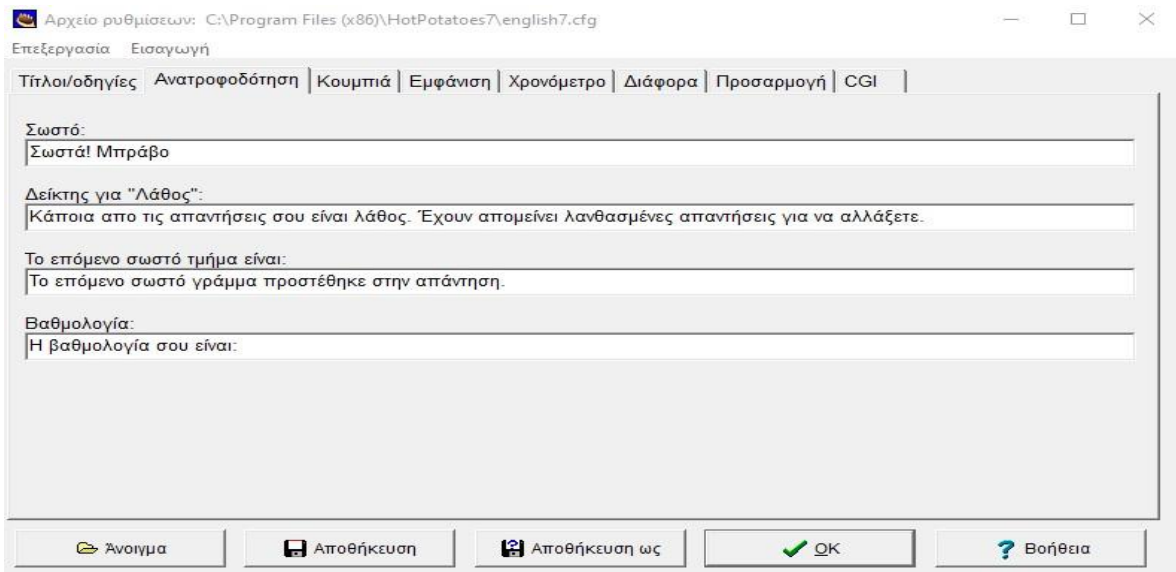 Αρχείο ρυθμίσεων: C:\Program Files (x86)\HotPotatoes7\english7.cfg
Επεξεργασία Εισαγωγή
Τίτλοι/οδηγίες Ανατροφοδότηση Κουμπιά Εμφάνιση Χρονόμετρο Διάφορα Προσαρμογή CGI
Σωστό:
Σωστά! Μπράβο
Δείκτης για "Λάθος":
Κάποια απο τις απαντήσεις σου είναι λάθος. Έχουν απομείνει λανθασμένες απαντήσεις για να αλλάξετε.
Το επόμενο σωστό τμήμα είναι:
Το επόμενο σωστό γράμμα προστέθηκε στην απάντηση.
Βαθμολογία:
Η βαθμολογία σου είναι:
Άνοιγμα Αποθήκευση Αποθήκευση ως OK Βοήθεια